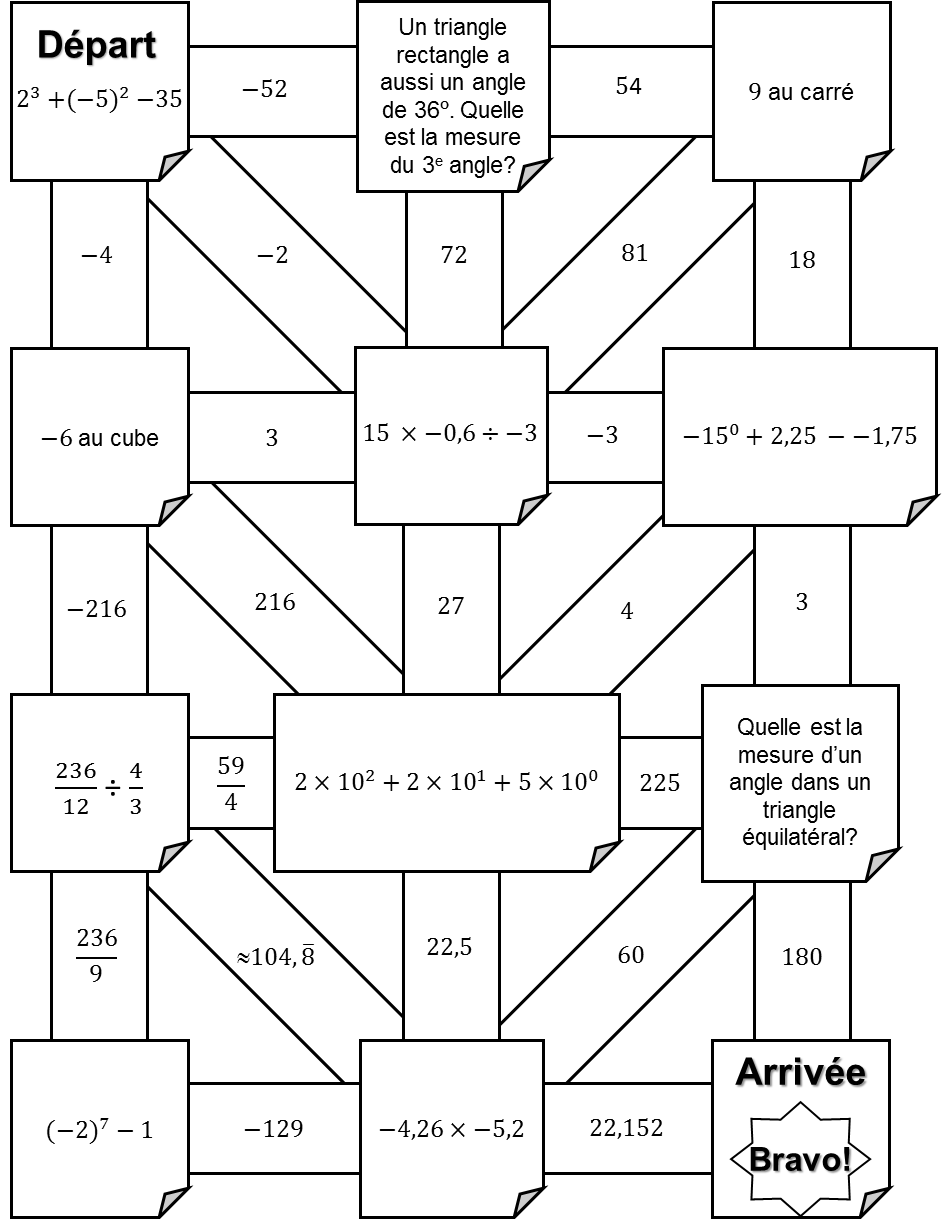 Départ
2³ +(−5)² −35
−52
Un triangle
rectangle a
aussi un angle
de 36º. Quelle
est la mesure
du 3ᵉ angle?
54
9 au carré
−4
−2
72
81
18
−6 au cube
3
15 × −0,6 ÷ −3
−3
−15⁰ + 2,25 − −1,75
−216
216
27
4
3
236/12 ÷ 4/3
59/4
2 × 10² + 2 × 10¹ + 5 × 10⁰
225
Quelle est la
mesure d’un
angle dans un
triangle
équilatéral?
236/9
≈104,8̅
22,5
60
180
(−2)⁷ − 1
−129
−4,26 × −5,2
22,152
Arrivée
Bravo!